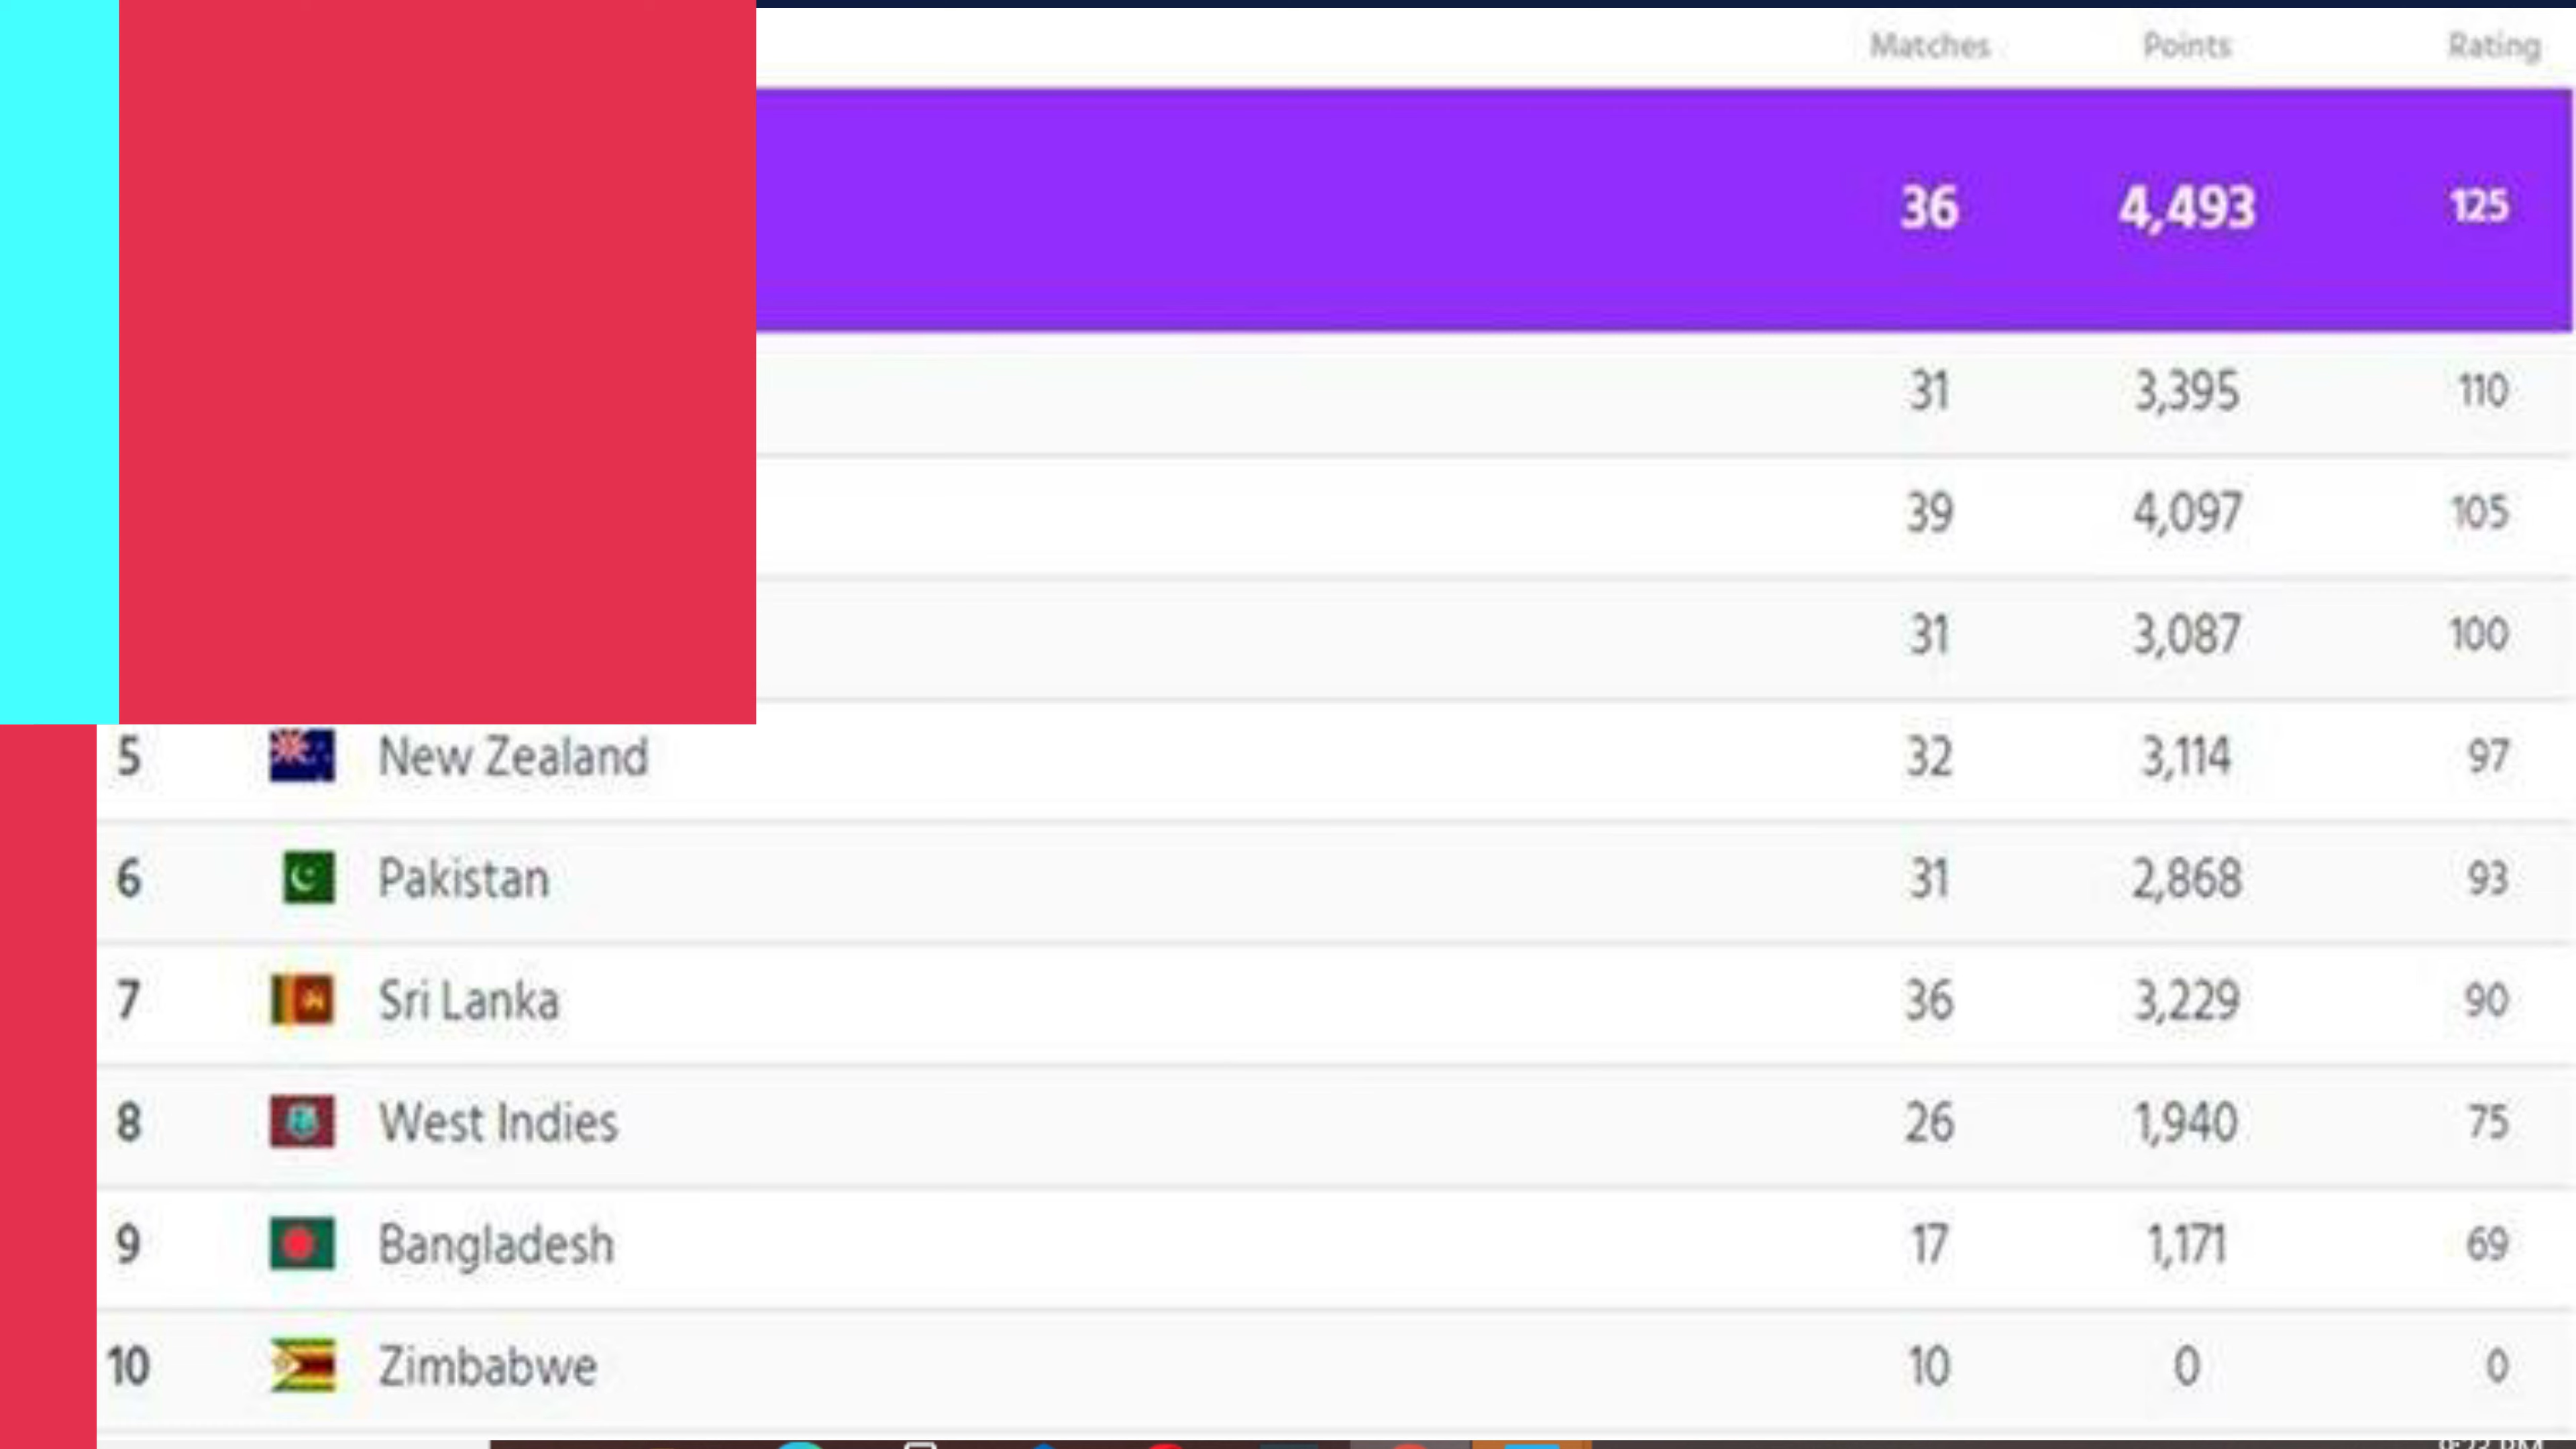 Matches Points Rating
36 4,493 125
31 3,395 110
39 4,097 105
31 3,087 100
5 New Zealand 32 3,114 97
6 Pakistan 31 2,868 93
7 Sri Lanka 36 3,229 90
8 West Indies 26 1,940 75
9 Bangladesh 17 1,171 69
10 Zimbabwe 10 0 0